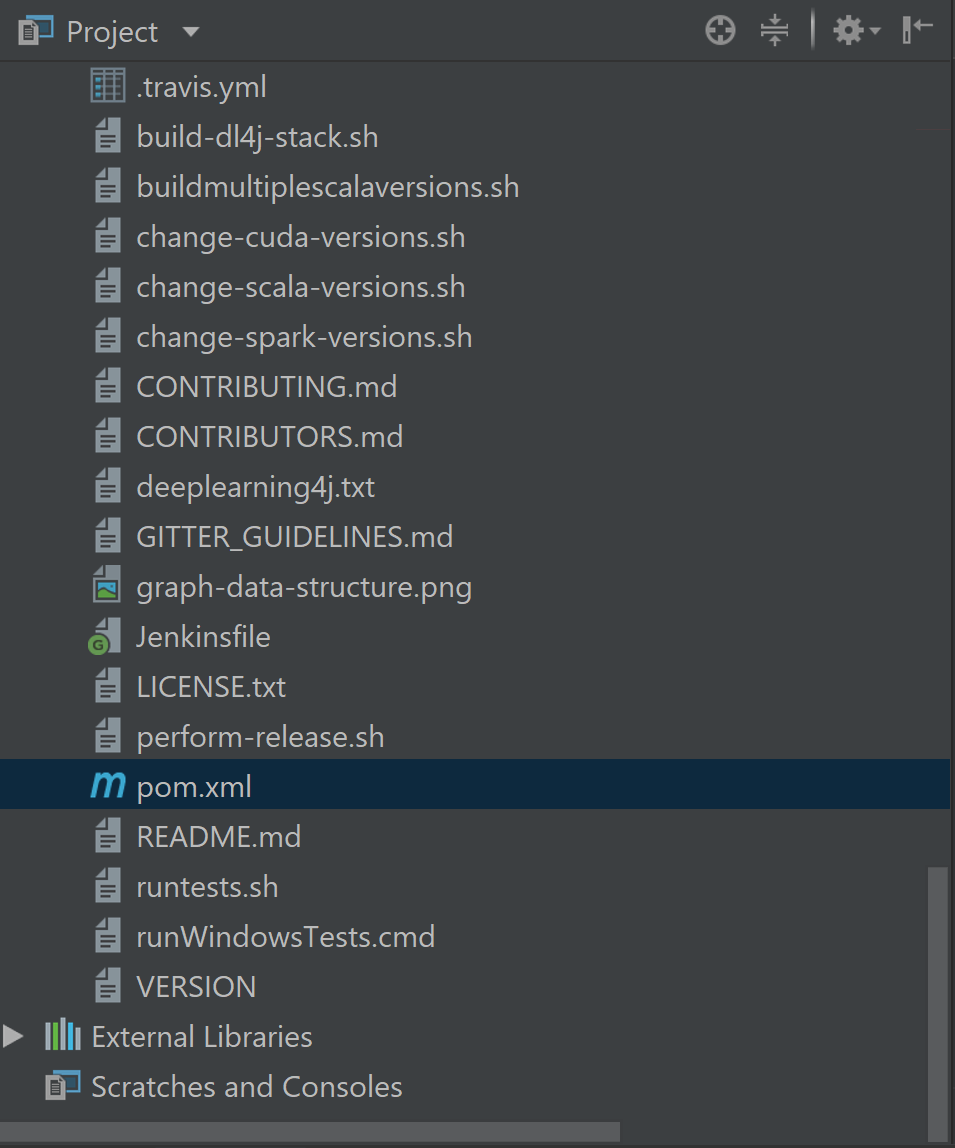 Project
.travis.yml
build-dl4j-stack.sh
buildmultiplescalaversions.sh
change-cuda-versions.sh
change-scala-versions.sh
change-spark-versions.sh
CONTRIBUTING.md
CONTRIBUTORS.md
deeplearning4j.txt
GITTER_GUIDELINES.md
graph-data-structure.png
G Jenkinsfile
LICENSE.txt
perform-release.sh
m pom.xml
README.md
runtests.sh
runWindowsTests.cmd
VERSION
External Libraries
Scratches and Consoles